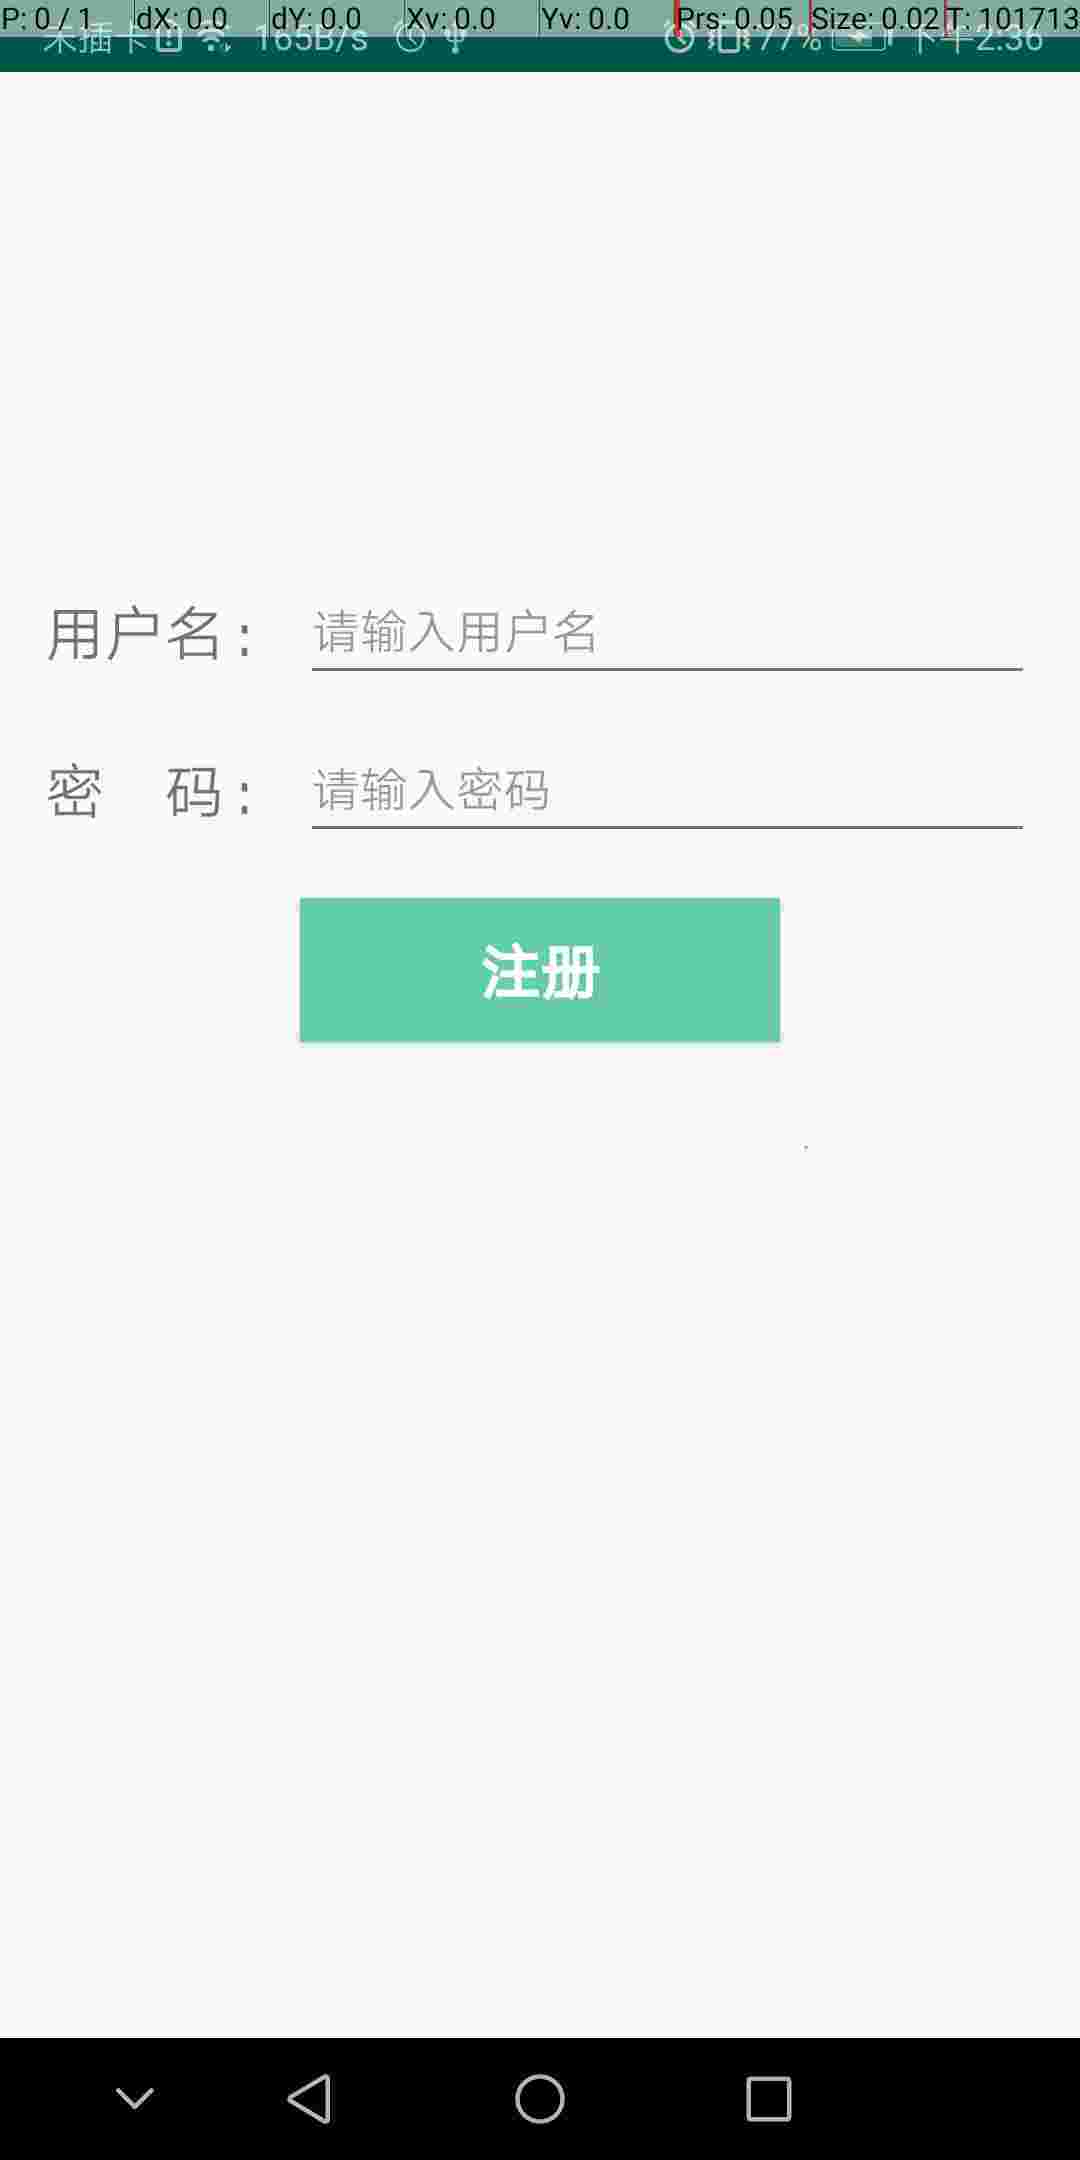 P: 0 / 1 dX: 0.0 dY: 0.0 Xv: 0.0 Yv: 0.0 Prs: 0.05 Size: 0.02 T: 101713
未插卡 165B/s 77% 下午2:36
用户名： 请输入用户名
密 码： 请输入密码
注册